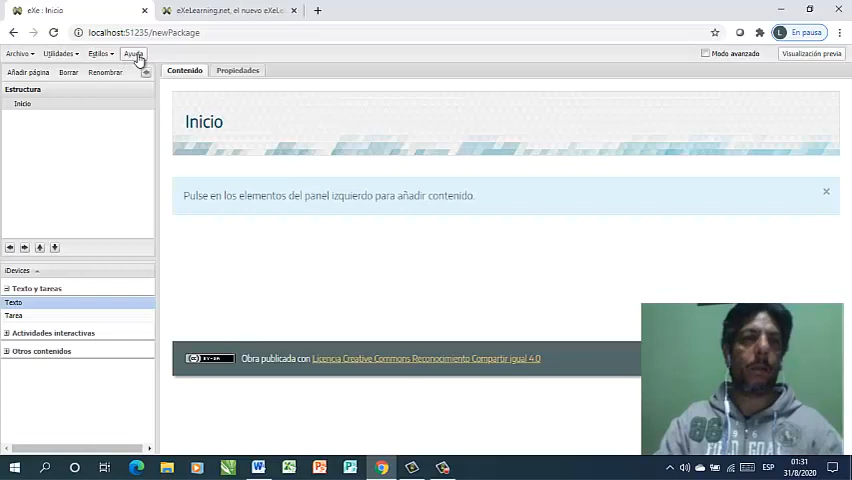 eXe : Inicio
eXeLearning.net, el nuevo eXeLe
localhost:51235/newPackage
L En pausa
Archivo Utilidades Estilos Ayuda
Modo avanzado
Visualización previa
Añadir página Borrar Renombrar
Contenido Propiedades
Estructura
Inicio
Inicio
Pulse en los elementos del panel izquierdo para añadir contenido.
iDevices
Texto y tareas
Texto
Tarea
Actividades interactivas
Otros contenidos
BY-SA
Obra publicada con Licencia Creative Commons Reconocimiento Compartir igual 4.0
86
ESP
01:31
31/8/2020